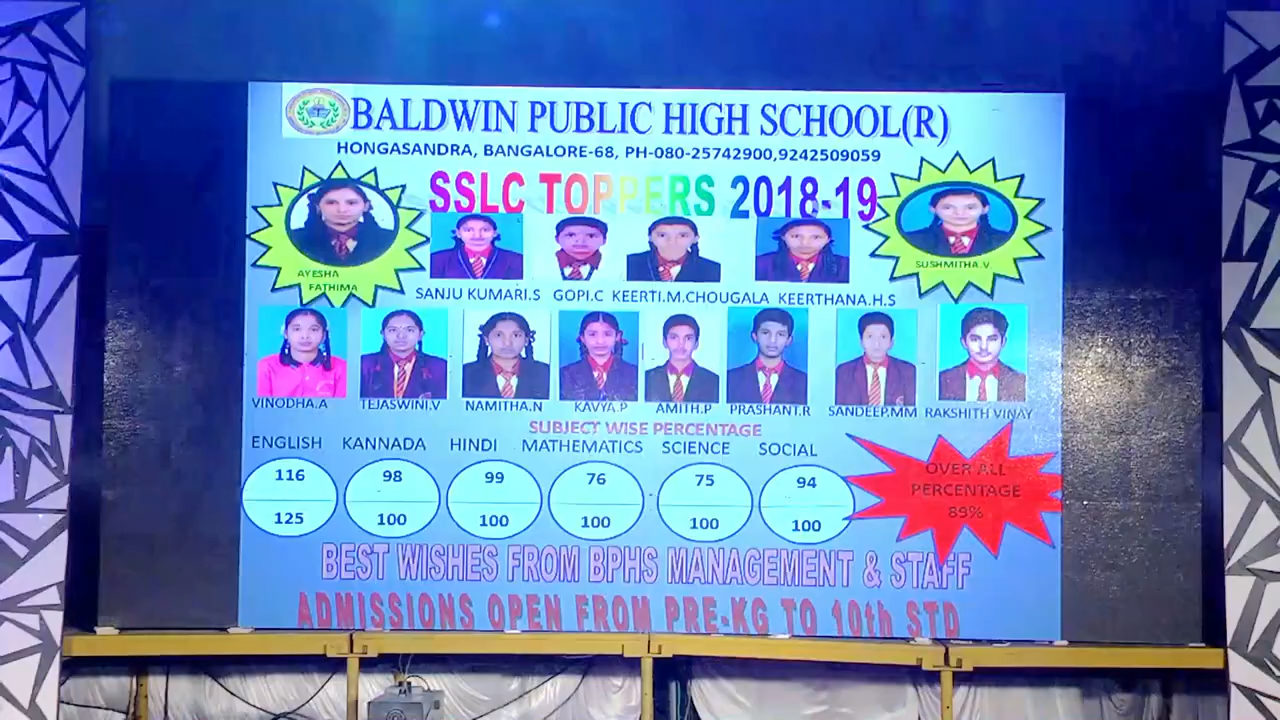 BALDWIN PUBLIC HIGH SCHOOL(R)
HONGASANDRA, BANGALORE-68, PH-080-25742900,9242509059
SSLC TOPPERS 2018-19
AYESHA
FATHIMA
SUSHMITHA.V
SANJU KUMARI.S GOPI.C KEERTI.M.CHOUGALA KEERTHANA.H.S
VINODHA.A TEJASWINI.V NAMITHA.N KAVYA.P AMITH.P PRASHANT.R SANDEEP.MM RAKSHITH VINAY
SUBJECT WISE PERCENTAGE
ENGLISH KANNADA HINDI MATHEMATICS SCIENCE SOCIAL
116 98 99 76 75 94
125 100 100 100 100 100
OVER ALL
PERCENTAGE
89%
BEST WISHES FROM BPHS MANAGEMENT & STAFF
ADMISSIONS OPEN FROM PRE-KG TO 10th STD